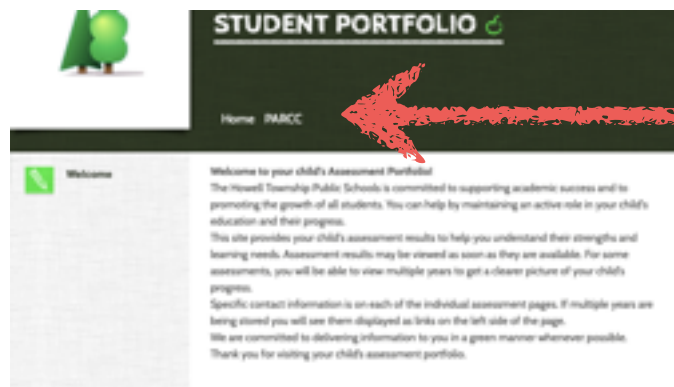 STUDENT PORTFOLIO
Home PARCC
Welcome
Welcome to your child's Assessment Portfolio!
The Howell Township Public Schools is committed to supporting academic success and to
promoting the growth of all students. You can help by maintaining an active role in your child's
education and their progress.
This site provides your child's assessment results to help you understand their strengths and
learning needs. Assessment results may be viewed as soon as they are available. For some
assessments, you will be able to view multiple years to get a clearer picture of your child's
progress.
Specific contact information is on each of the individual assessment pages. If multiple years are
being stored you will see them displayed as links on the left side of the page.
We are committed to delivering information to you in a green manner whenever possible.
Thank you for visiting your child's assessment portfolio.